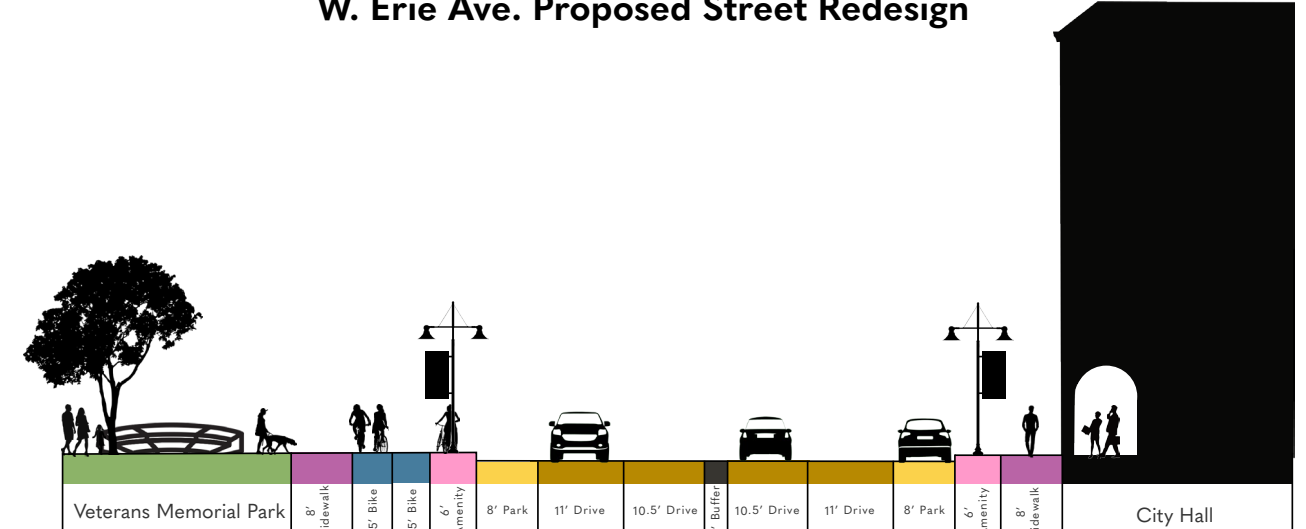 W. Erie Ave. Proposed Street Redesign
Veterans Memorial Park
8'
5' Bike
5' Bike
6'
8' Park
11' Drive
10.5' Drive
Buffer
10.5' Drive
11' Drive
8' Park
6'
8'
City Hall